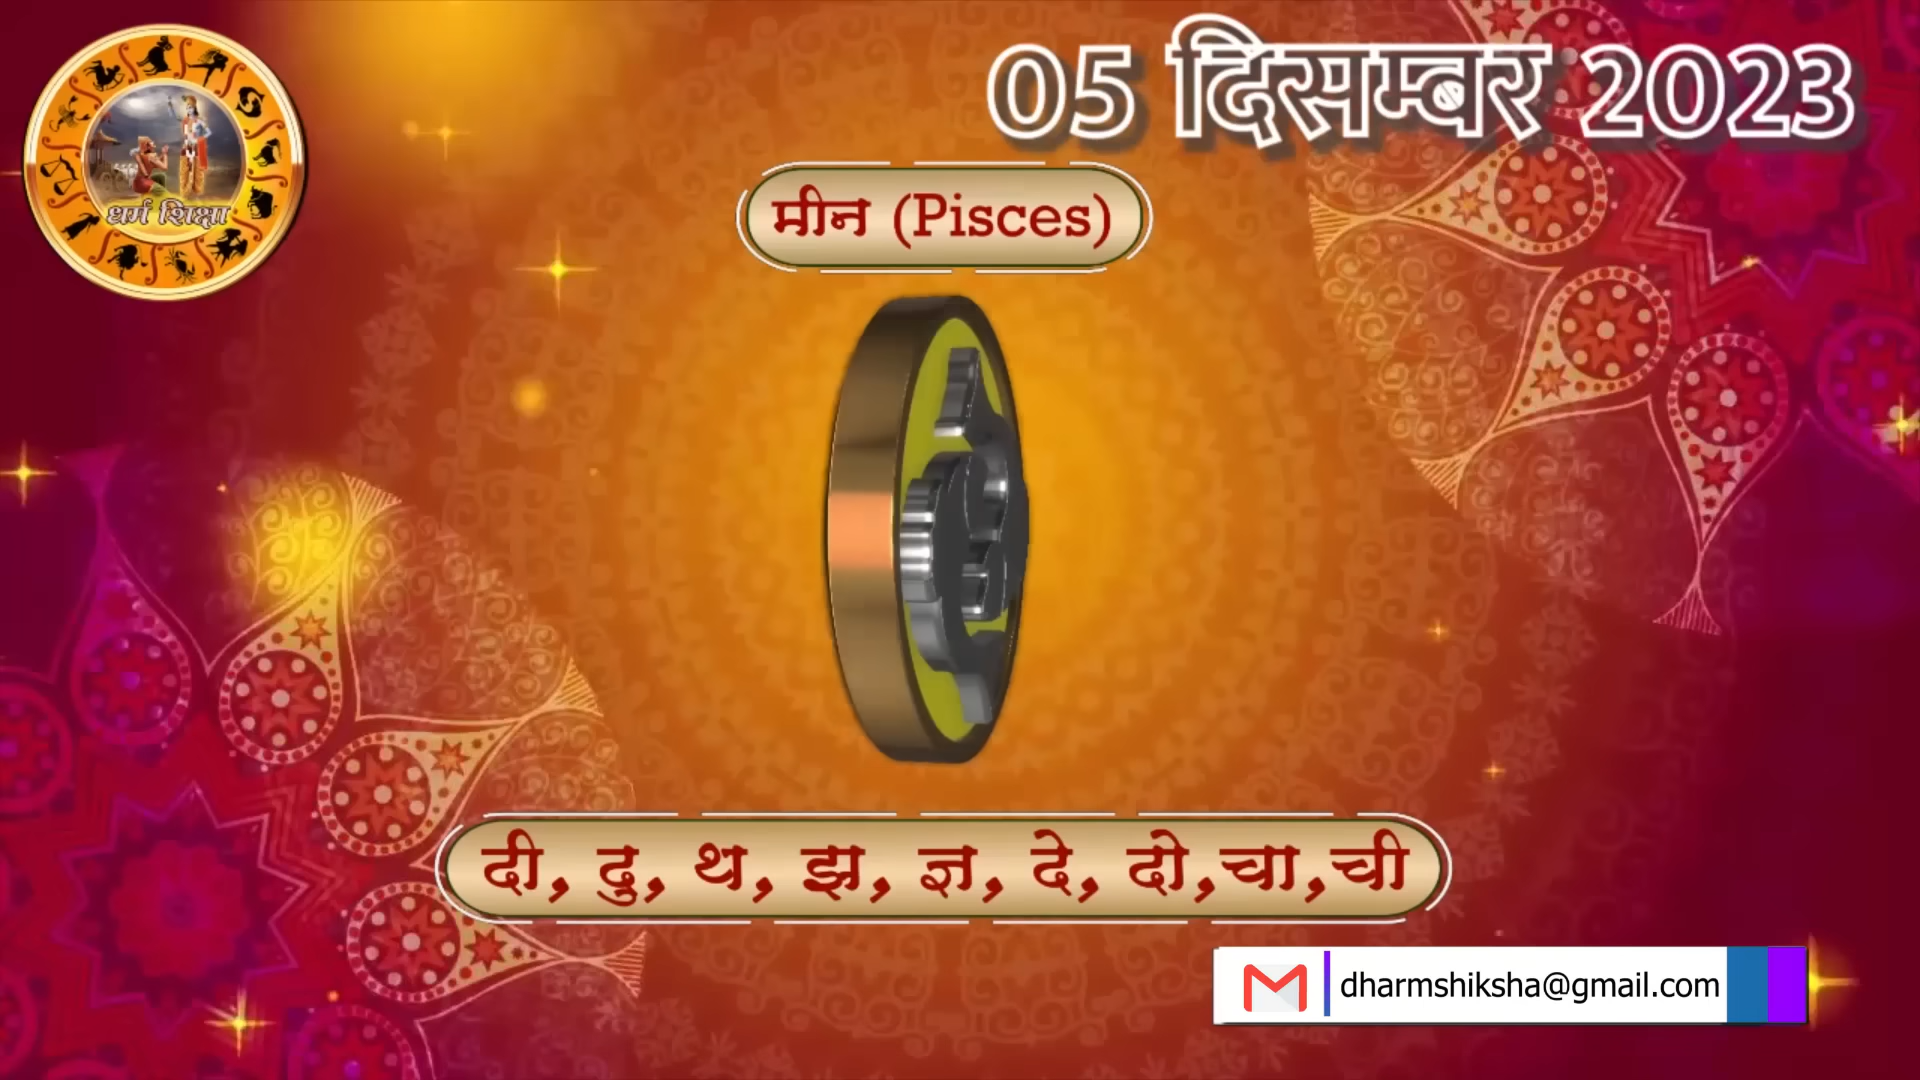 05 दिसम्बर 2023
धर्म शिक्षा
मीन (Pisces)
दी, दु, थ, झ, ज्ञ, दे, दो,चा,ची
dharmshiksha@gmail.com